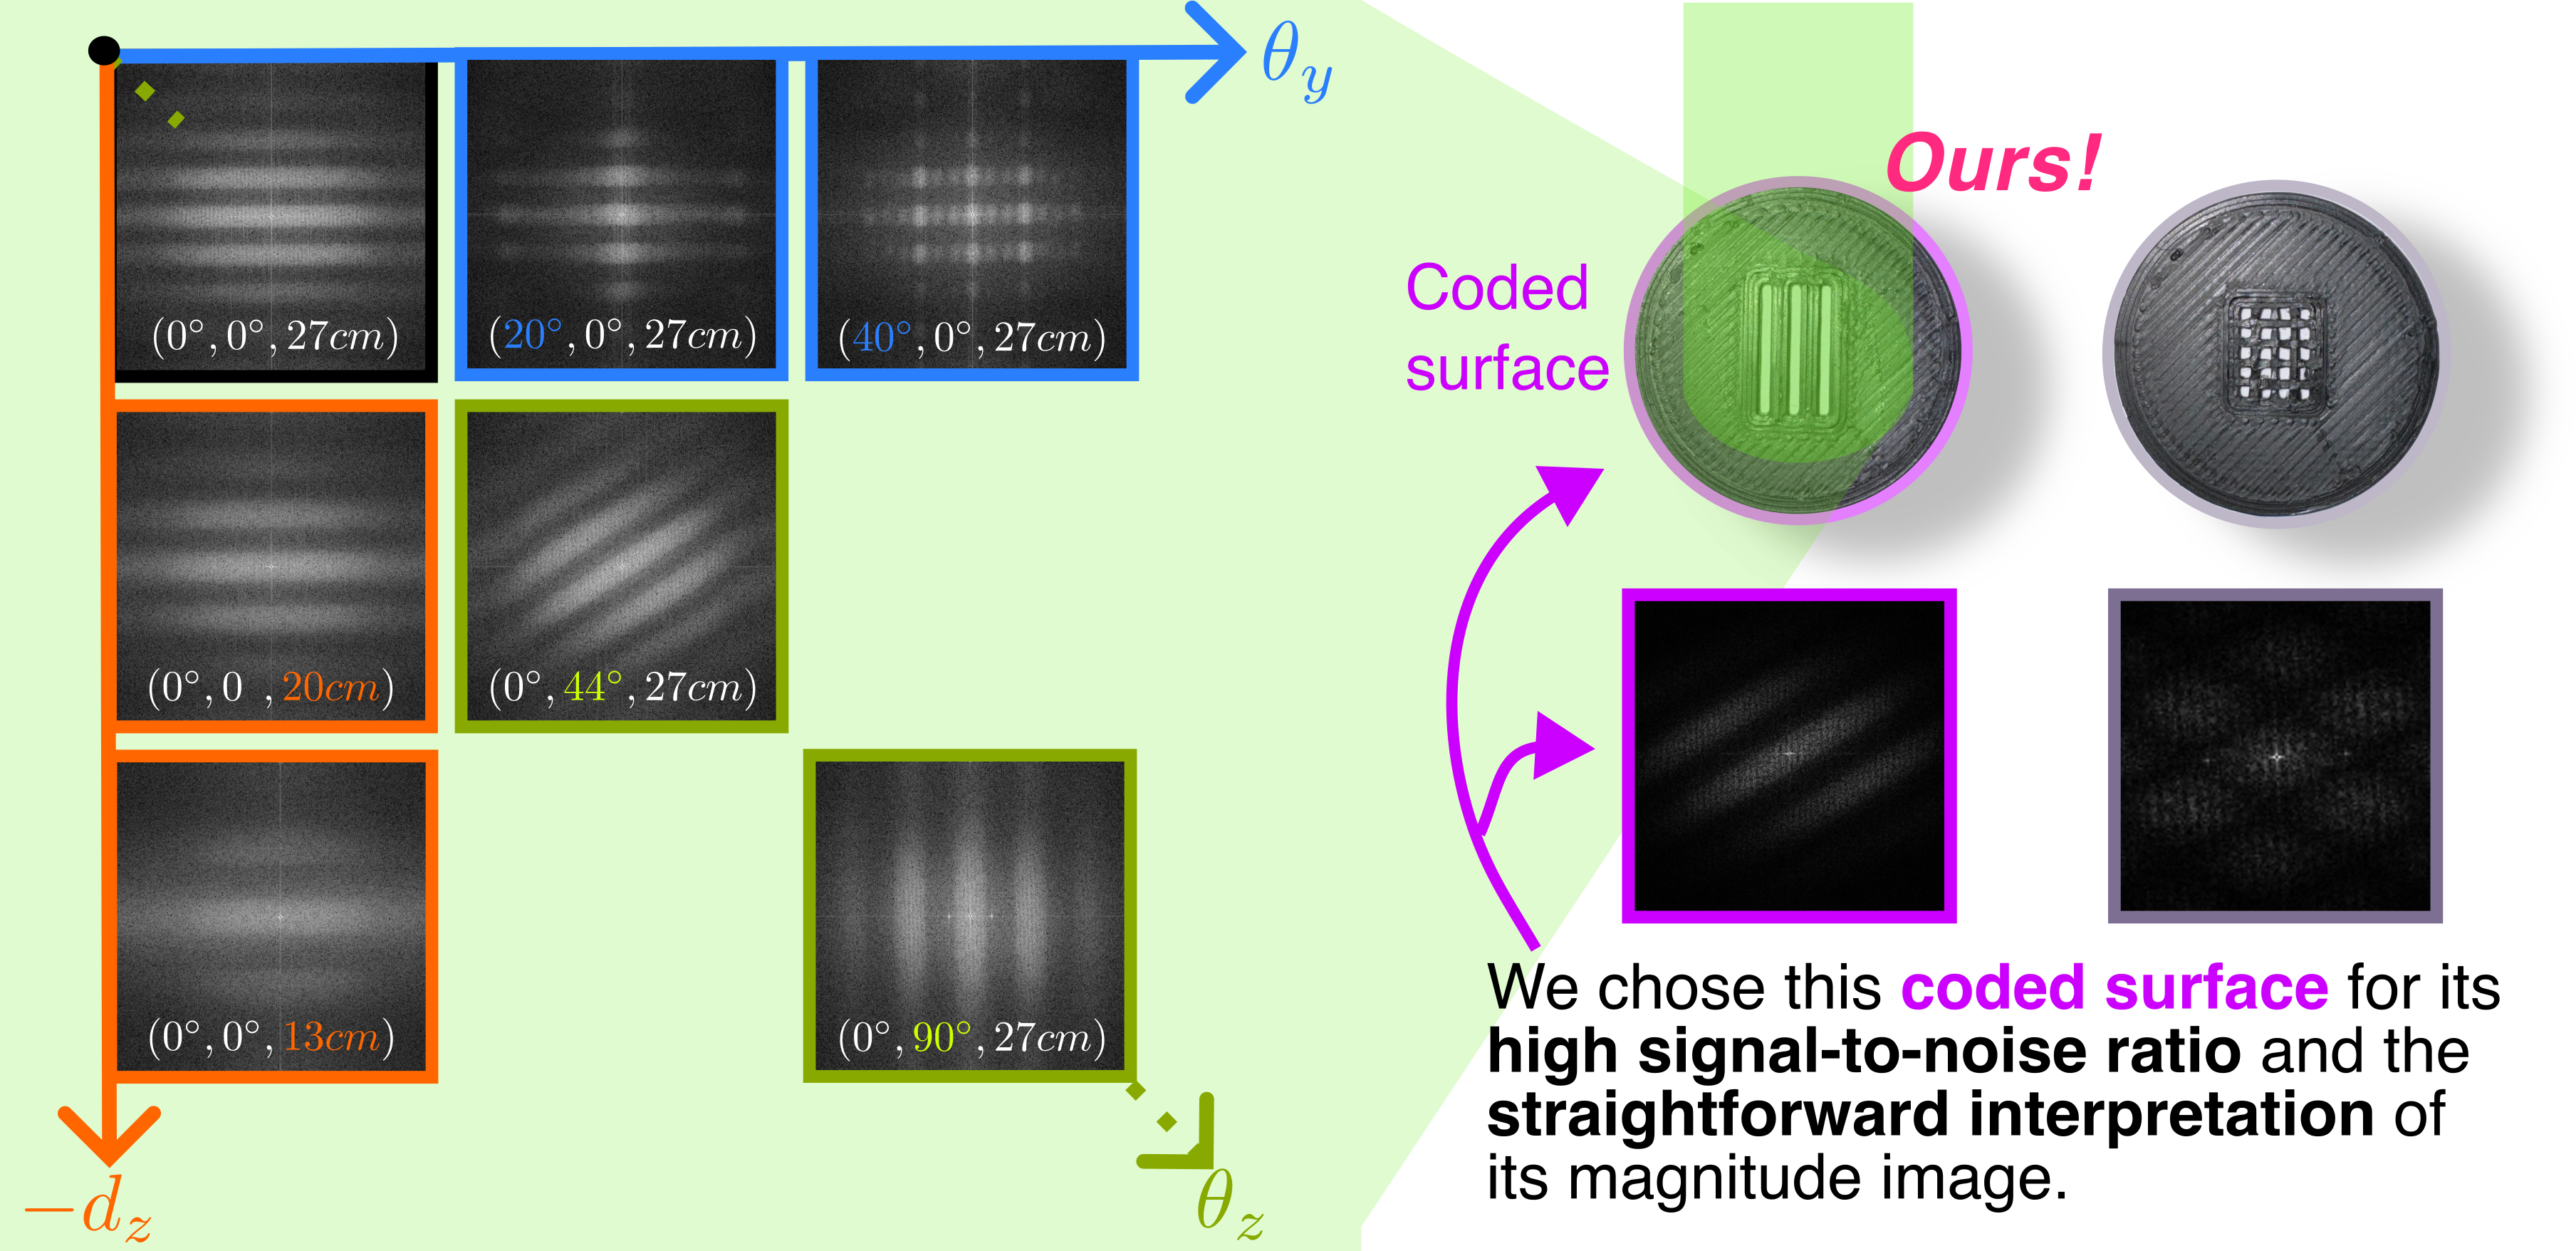 θy
(0°, 0°, 27cm)
(20°, 0°, 27cm)
(40°, 0°, 27cm)
(0°, 0 , 20cm)
(0°, 44°, 27cm)
(0°, 0°, 13cm)
(0°, 90°, 27cm)
−dz
θz
Ours!
Coded
surface
We chose this coded surface for its
high signal-to-noise ratio and the
straightforward interpretation of
its magnitude image.